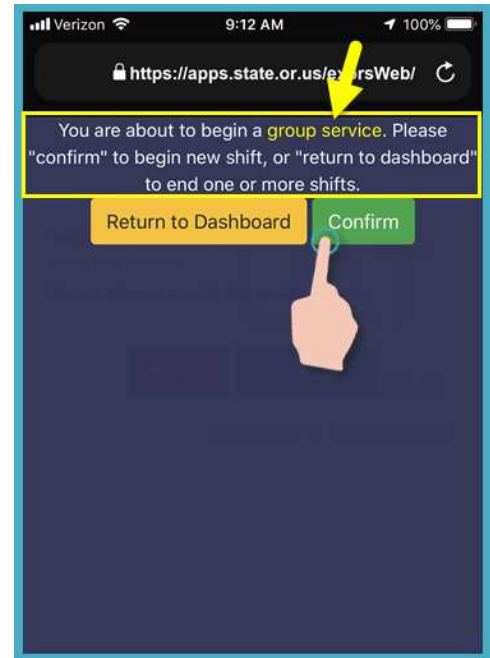 Verizon 9:12 AM 100%
https://apps.state.or.us/exprsWeb/
You are about to begin a group service. Please
"confirm" to begin new shift, or "return to dashboard"
to end one or more shifts.
Return to Dashboard Confirm